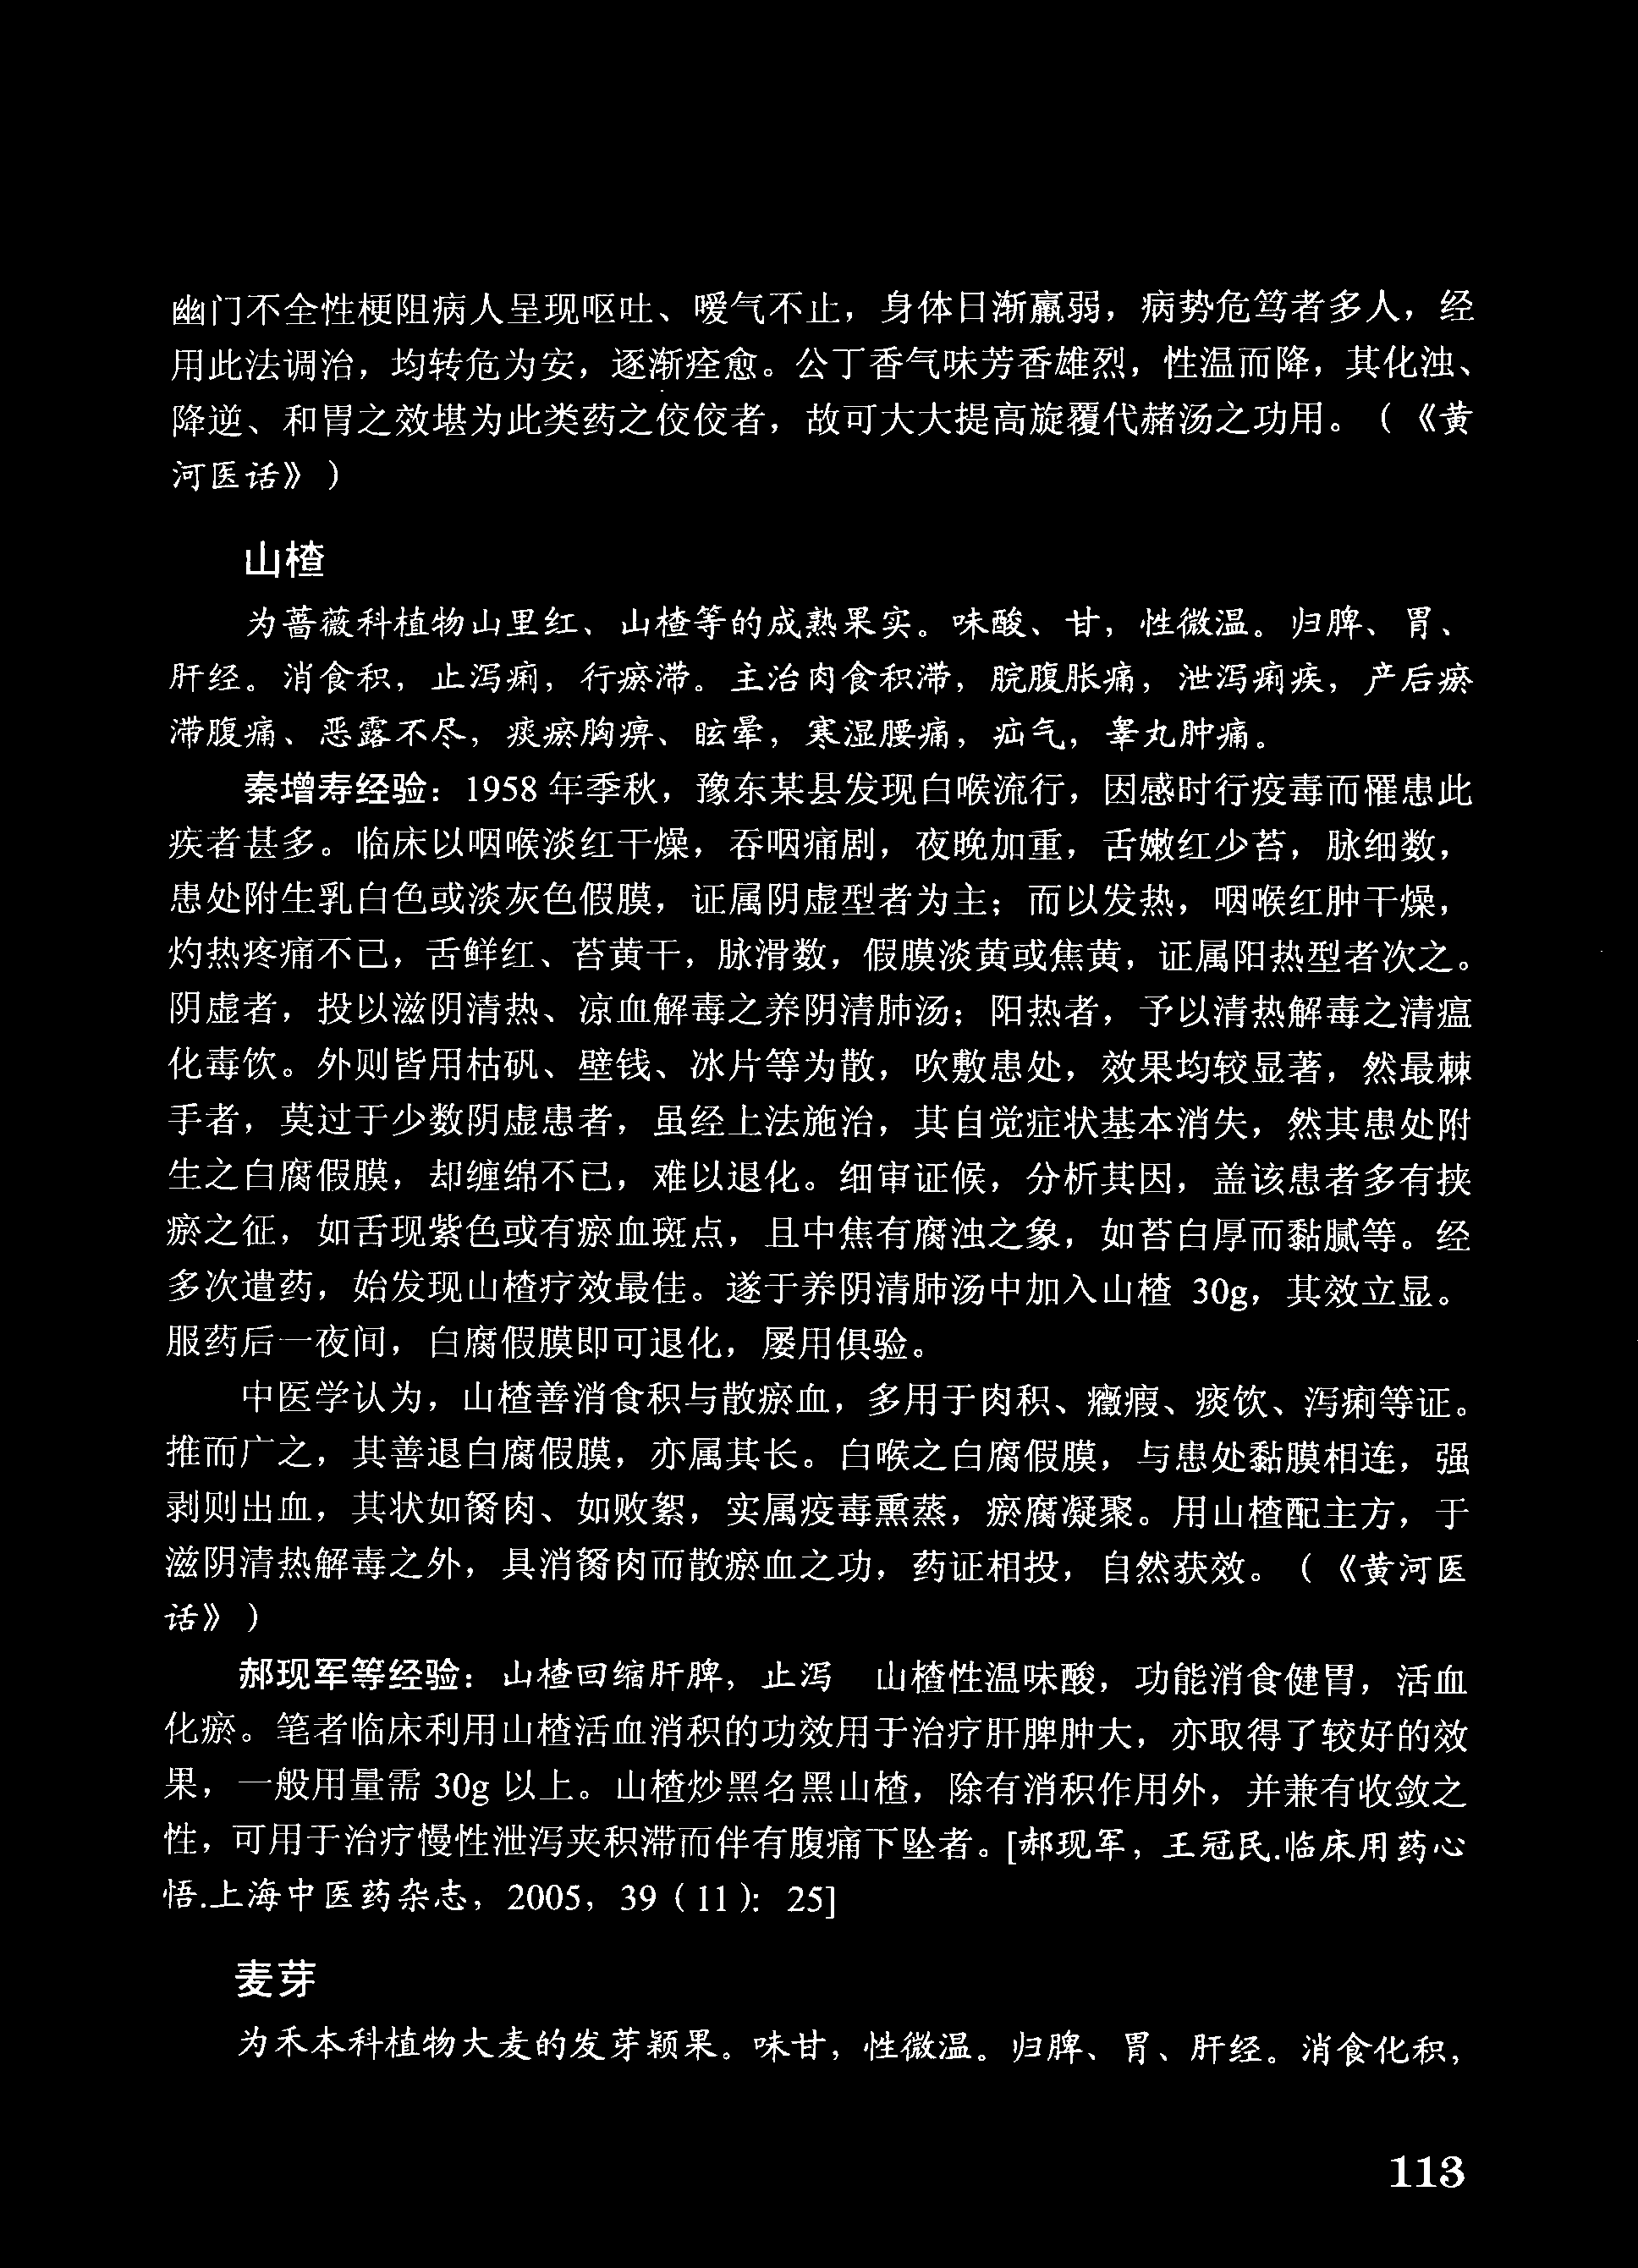 幽门不全性梗阻病人呈现呕吐、嗳气不止，身体日渐羸弱，病势危笃者多人，经
用此法调治，均转危为安，逐渐痊愈。公丁香气味芳香雄烈，性温而降，其化浊、
降逆、和胃之效堪为此类药之佼佼者，故可大大提高旋覆代赭汤之功用。（《黄
河医话》）
山楂
为蔷薇科植物山里红、山楂等的成熟果实。味酸、甘，性微温。归脾、胃、
肝经。消食积，止泻痢，行瘀滞。主治肉食积滞，脘腹胀痛，泄泻痢疾，产后瘀
滞腹痛、恶露不尽，痰瘀胸痹、眩晕，寒湿腰痛，疝气，睾丸肿痛。
秦增寿经验：1958 年季秋，豫东某县发现白喉流行，因感时行疫毒而罹患此
疾者甚多。临床以咽喉淡红干燥，吞咽痛剧，夜晚加重，舌嫩红少苔，脉细数，
患处附生乳白色或淡灰色假膜，证属阴虚型者为主；而以发热，咽喉红肿干燥，
灼热疼痛不已，舌鲜红、苔黄干，脉滑数，假膜淡黄或焦黄，证属阳热型者次之。
阴虚者，投以滋阴清热、凉血解毒之养阴清肺汤；阳热者，予以清热解毒之清瘟
化毒饮。外则皆用枯矾、壁钱、冰片等为散，吹敷患处，效果均较显著，然最棘
手者，莫过于少数阴虚患者，虽经上法施治，其自觉症状基本消失，然其患处附
生之白腐假膜，却缠绵不已，难以退化。细审证候，分析其因，盖该患者多有挟
瘀之征，如舌现紫色或有瘀血斑点，且中焦有腐浊之象，如苔白厚而黏腻等。经
多次遣药，始发现山楂疗效最佳。遂于养阴清肺汤中加入山楂 30g，其效立显。
服药后一夜间，白腐假膜即可退化，屡用俱验。
中医学认为，山楂善消食积与散瘀血，多用于肉积、癥瘕、痰饮、泻痢等证。
推而广之，其善退白腐假膜，亦属其长。白喉之白腐假膜，与患处黏膜相连，强
剥则出血，其状如胬肉、如败絮，实属疫毒熏蒸，瘀腐凝聚。用山楂配主方，于
滋阴清热解毒之外，具消胬肉而散瘀血之功，药证相投，自然获效。（《黄河医
话》）
郝现军等经验：山楂回缩肝脾，止泻　山楂性温味酸，功能消食健胃，活血
化瘀。笔者临床利用山楂活血消积的功效用于治疗肝脾肿大，亦取得了较好的效
果，一般用量需 30g 以上。山楂炒黑名黑山楂，除有消积作用外，并兼有收敛之
性，可用于治疗慢性泄泻夹积滞而伴有腹痛下坠者。[郝现军，王冠民.临床用药心
悟.上海中医药杂志，2005，39（11）：25]
麦芽
为禾本科植物大麦的发芽颖果。味甘，性微温。归脾、胃、肝经。消食化积，
113